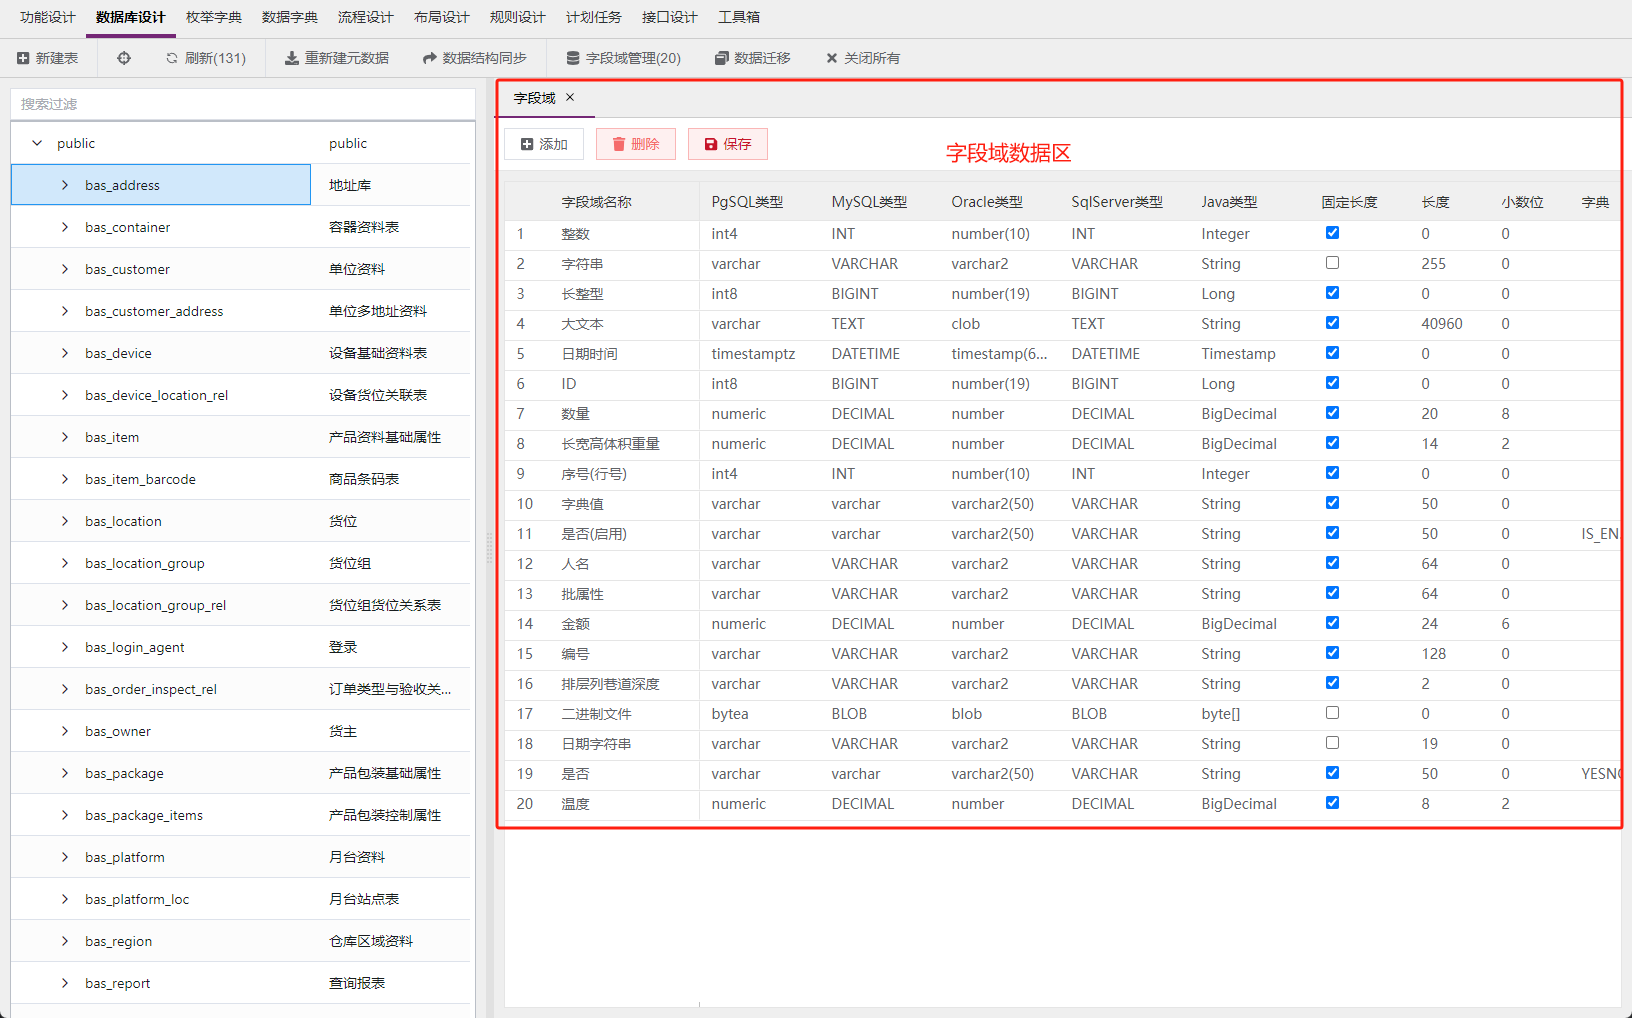 功能设计 数据库设计 枚举字典 数据字典 流程设计 布局设计 规则设计 计划任务 接口设计 工具箱
新建表 刷新(131) 重新建元数据 数据结构同步 字段域管理(20) 数据迁移 关闭所有
搜索过滤
public public
bas_address 地址库
bas_container 容器资料表
bas_customer 单位资料
bas_customer_address 单位多地址资料
bas_device 设备基础资料表
bas_device_location_rel 设备货位关联表
bas_item 产品资料基础属性
bas_item_barcode 商品条码表
bas_location 货位
bas_location_group 货位组
bas_location_group_rel 货位组货位关系表
bas_login_agent 登录
bas_order_inspect_rel 订单类型与验收关...
bas_owner 货主
bas_package 产品包装基础属性
bas_package_items 产品包装控制属性
bas_platform 月台资料
bas_platform_loc 月台站点表
bas_region 仓库区域资料
bas_report 查询报表
字段域
添加 删除 保存
字段域数据区
字段域名称 PgSQL类型 MySQL类型 Oracle类型 SqlServer类型 Java类型 固定长度 长度 小数位 字典
1 整数 int4 INT number(10) INT Integer 0 0
2 字符串 varchar VARCHAR varchar2 VARCHAR String 255 0
3 长整型 int8 BIGINT number(19) BIGINT Long 0 0
4 大文本 varchar TEXT clob TEXT String 40960 0
5 日期时间 timestamptz DATETIME timestamp(6... DATETIME Timestamp 0 0
6 ID int8 BIGINT number(19) BIGINT Long 0 0
7 数量 numeric DECIMAL number DECIMAL BigDecimal 20 8
8 长宽高体积重量 numeric DECIMAL number DECIMAL BigDecimal 14 2
9 序号(行号) int4 INT number(10) INT Integer 0 0
10 字典值 varchar varchar varchar2(50) VARCHAR String 50 0
11 是否(启用) varchar varchar varchar2(50) VARCHAR String 50 0 IS_EN
12 人名 varchar VARCHAR varchar2 VARCHAR String 64 0
13 批属性 varchar VARCHAR varchar2 VARCHAR String 64 0
14 金额 numeric DECIMAL number DECIMAL BigDecimal 24 6
15 编号 varchar VARCHAR varchar2 VARCHAR String 128 0
16 排层列巷道深度 varchar VARCHAR varchar2 VARCHAR String 2 0
17 二进制文件 bytea BLOB blob BLOB byte[] 0 0
18 日期字符串 varchar VARCHAR varchar2 VARCHAR String 19 0
19 是否 varchar varchar varchar2(50) VARCHAR String 50 0 YESNO
20 温度 numeric DECIMAL number DECIMAL BigDecimal 8 2